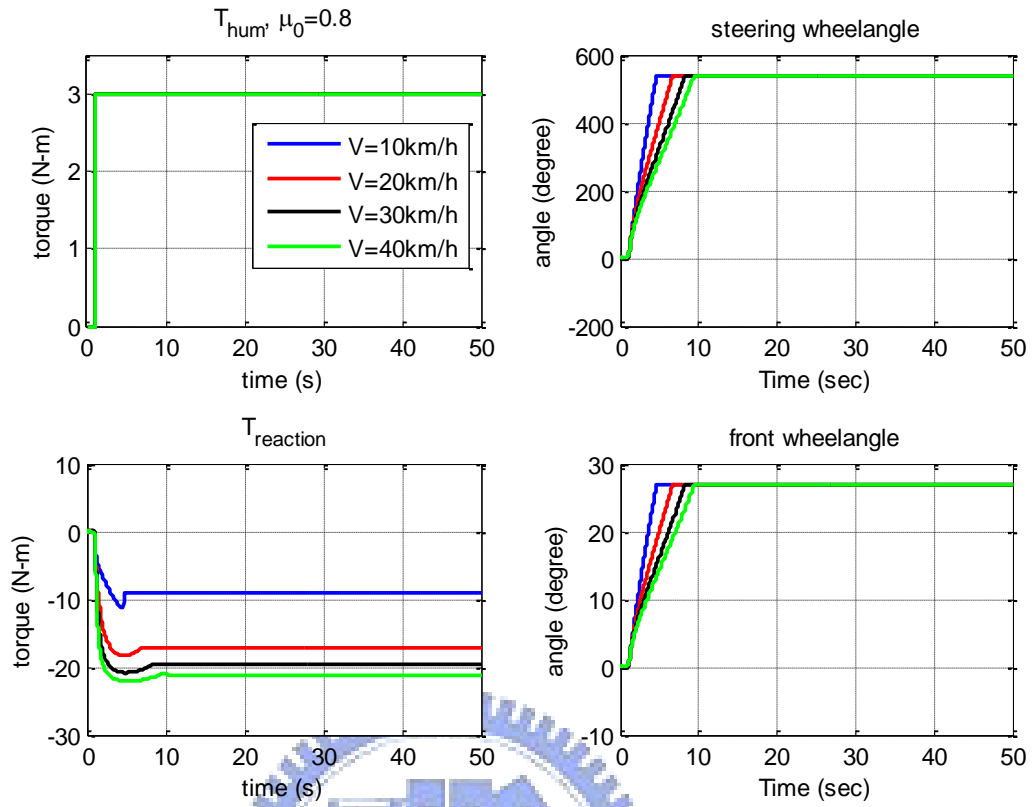 T_hum, μ_0=0.8
3
2
1
0
torque (N-m)
V=10km/h
V=20km/h
V=30km/h
V=40km/h
0 10 20 30 40 50
time (s)
steering wheelangle
600
400
200
0
-200
angle (degree)
0 10 20 30 40 50
Time (sec)
T_reaction
10
0
-10
-20
-30
torque (N-m)
0 10 20 30 40 50
time (s)
front wheelangle
30
20
10
0
-10
angle (degree)
0 10 20 30 40 50
Time (sec)